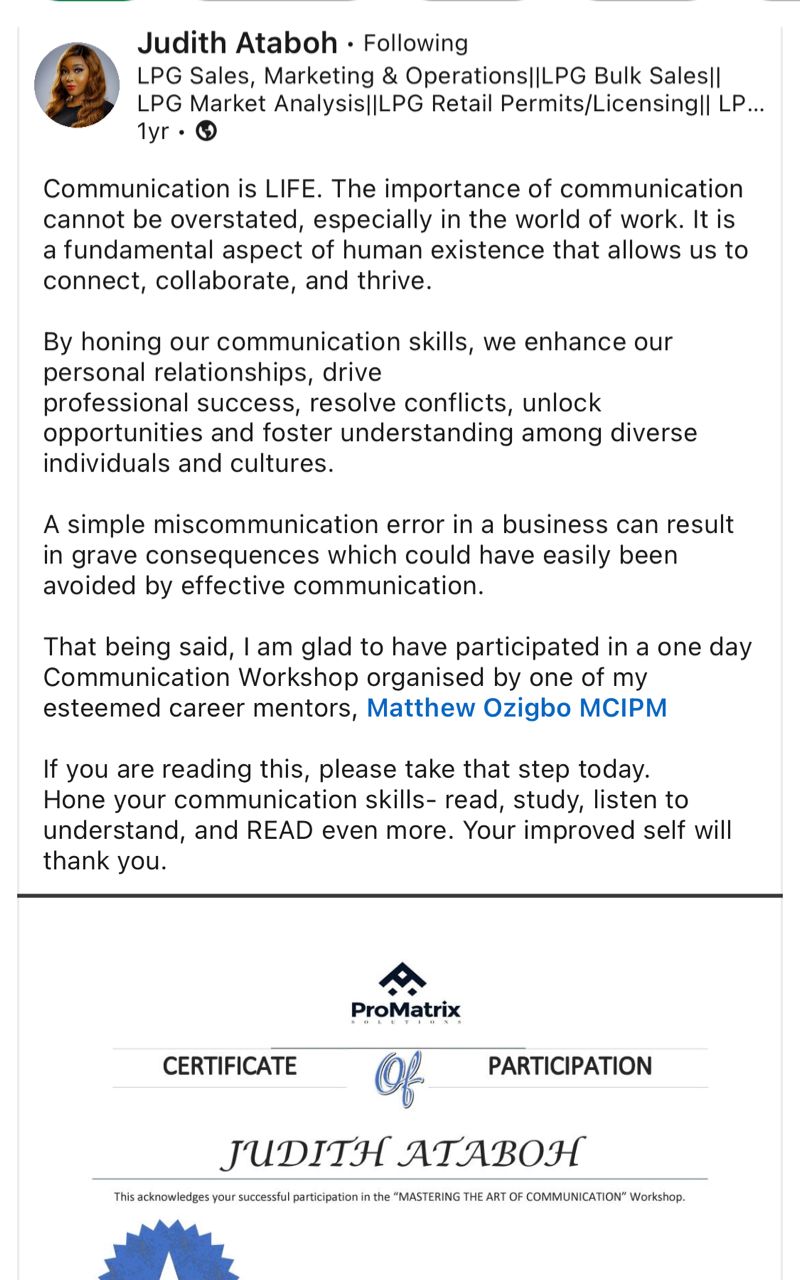 Judith Ataboh • Following
LPG Sales, Marketing & Operations||LPG Bulk Sales||
LPG Market Analysis||LPG Retail Permits/Licensing|| LP...
1yr •
Communication is LIFE. The importance of communication
cannot be overstated, especially in the world of work. It is
a fundamental aspect of human existence that allows us to
connect, collaborate, and thrive.
By honing our communication skills, we enhance our
personal relationships, drive
professional success, resolve conflicts, unlock
opportunities and foster understanding among diverse
individuals and cultures.
A simple miscommunication error in a business can result
in grave consequences which could have easily been
avoided by effective communication.
That being said, I am glad to have participated in a one day
Communication Workshop organised by one of my
esteemed career mentors, Matthew Ozigbo MCIPM
If you are reading this, please take that step today.
Hone your communication skills- read, study, listen to
understand, and READ even more. Your improved self will
thank you.
ProMatrix
SOLUTIONS
CERTIFICATE Of PARTICIPATION
JUDITH ATABOH
This acknowledges your successful participation in the “MASTERING THE ART OF COMMUNICATION” Workshop.